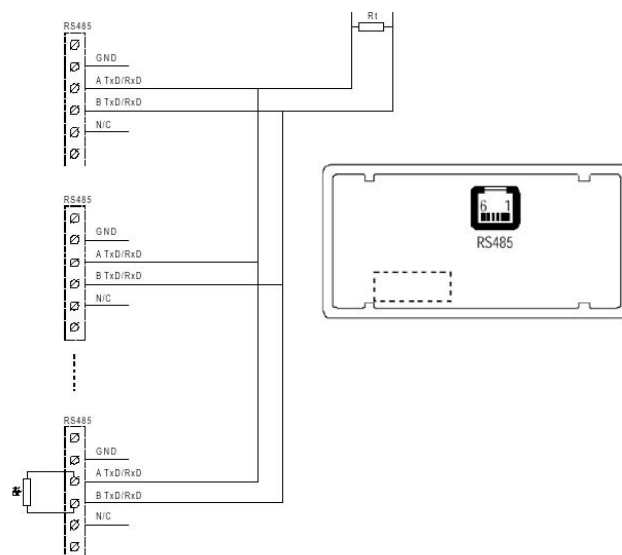 Rt
RS485
GND
A TxD/RxD
B TxD/RxD
N/C
RS485
GND
A TxD/RxD
B TxD/RxD
N/C
6 1
RS485
RS485
GND
A TxD/RxD
B TxD/RxD
N/C